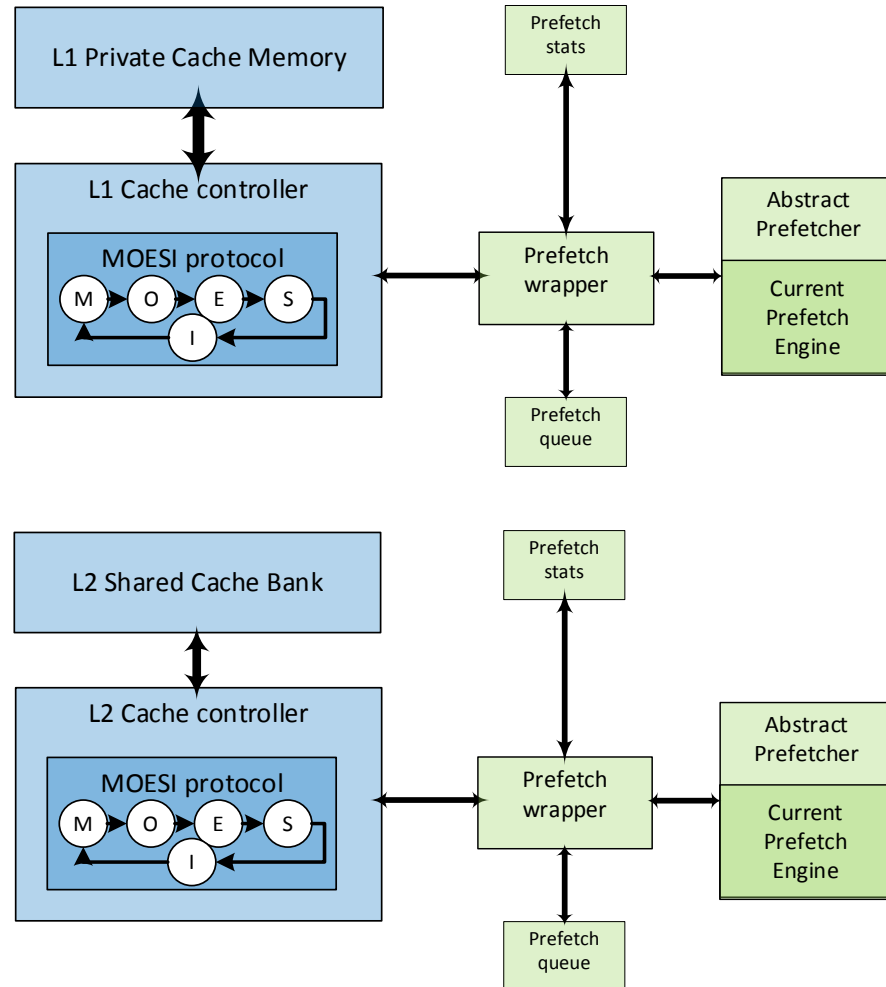 L1 Private Cache Memory
Prefetch
stats
L1 Cache controller
MOESI protocol
M
O
E
S
I
Prefetch
wrapper
Abstract
Prefetcher
Current
Prefetch
Engine
Prefetch
queue
L2 Shared Cache Bank
Prefetch
stats
L2 Cache controller
MOESI protocol
M
O
E
S
I
Prefetch
wrapper
Abstract
Prefetcher
Current
Prefetch
Engine
Prefetch
queue